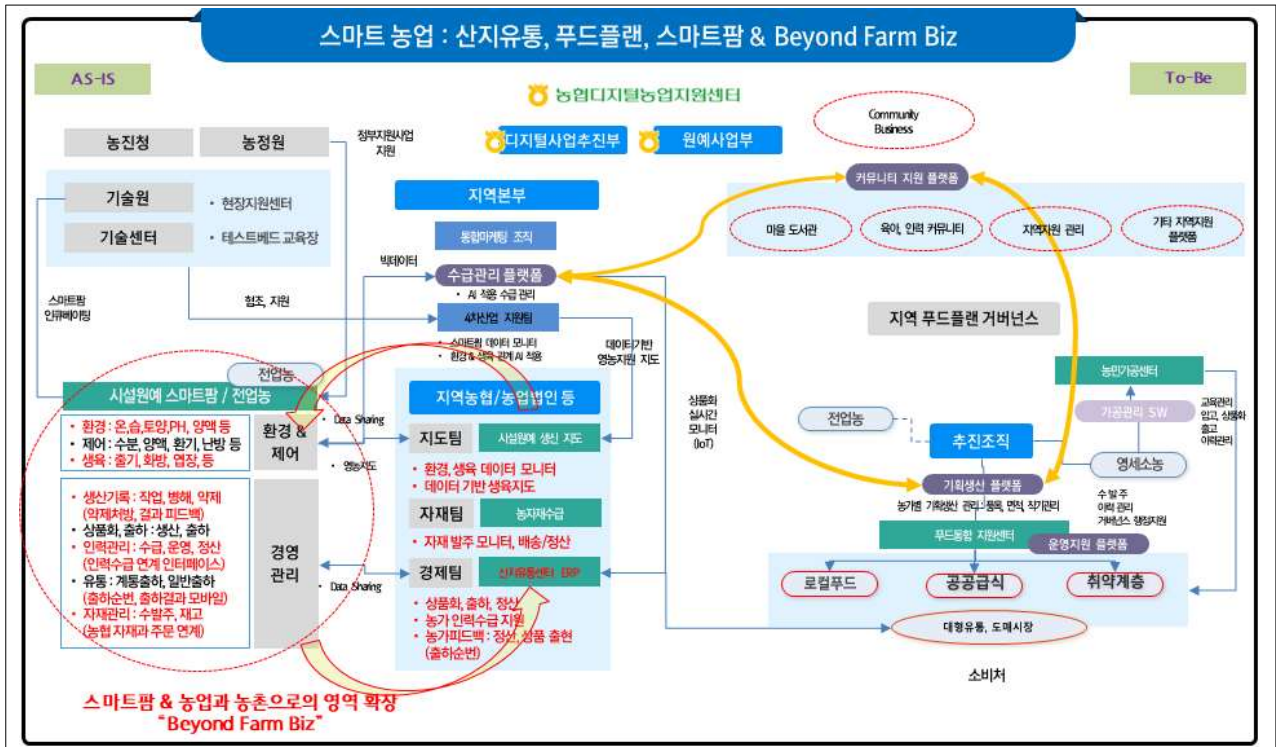 스마트 농업 : 산지유통, 푸드플랜, 스마트팜 & Beyond Farm Biz
AS-IS
To-Be
농협디지털농업지원센터
디지털사업추진부
원예사업부
Community
Business
농진청
농정원
정부지원사업
지원
커뮤니티 지원 플랫폼
지역본부
기술원
• 현장지원센터
기술센터
• 테스트베드 교육장
통합마케팅 조직
마을 도서관
육아, 인력 커뮤니티
지역자원 관리
기타 지역지원
플랫폼
빅데이터
수급관리 플랫폼
• AI 적용 수급 관리
스마트팜
인큐베이팅
협조, 지원
4차산업 지원팀
• 스마트팜 데이터 모니터
• 환경 & 생육 관계 AI 적용
데이터기반
영농지원 지도
지역 푸드플랜 거버넌스
전업농
시설원예 스마트팜 / 전업농
지역농협/농업법인 등
농민가공센터
• 환경 : 온,습,토양,PH, 양액 등
• 제어 : 수분, 양액, 환기, 난방 등
• 생육 : 줄기, 화방, 엽장, 등
환경 &
제어
• Data Sharing
• 영농지도
지도팀
시설원예 생산 지도
• 환경, 생육 데이터 모니터
• 데이터 기반 생육지도
상품화
실시간
모니터
(IoT)
전업농
가공관리 SW
교육관리
입고, 상품화
출고
이력관리
추진조직
영세소농
기획생산 플랫폼
농가별 기획생산 관리 : 품목, 면적, 작기관리
수 발 주
이력 관리
거버넌스 행정지원
• 생산기록 : 작업, 병해, 약제
(약제처방, 결과 피드백)
• 상품화, 출하 : 생산, 출하
• 인력관리 : 수급, 운영, 정산
(인력수급 연계 인터페이스)
• 유통 : 계통출하, 일반출하
(출하순번, 출하결과 모바일)
• 자재관리 : 수발주, 재고
(농협 자재과 주문 연계)
경영
관리
• Data Sharing
자재팀
농자재수급
• 자재 발주 모니터, 배송/정산
경제팀
산지유통센터 ERP
• 상품화, 출하, 정산
• 농가 인력수급 지원
• 농가피드백 : 정산, 상품 출현
(출하순번)
푸드통합 지원센터
운영지원 플랫폼
로컬푸드
공공급식
취약계층
대형유통, 도매시장
소비처
스마트팜 & 농업과 농촌으로의 영역 확장
"Beyond Farm Biz"